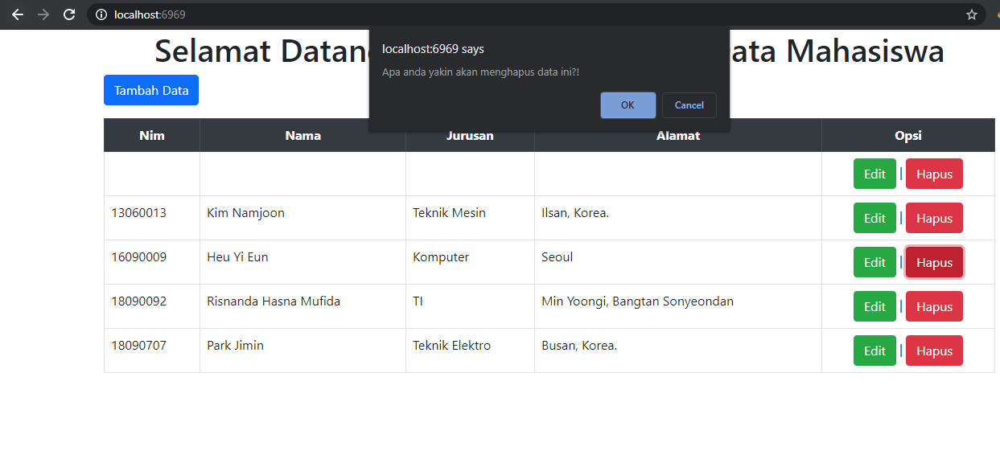 localhost:6969
Selamat Datan ata Mahasiswa
localhost:6969 says
Apa anda yakin akan menghapus data ini?!
OK Cancel
Tambah Data
Nim Nama Jurusan Alamat Opsi
Edit | Hapus
13060013 Kim Namjoon Teknik Mesin Ilsan, Korea. Edit | Hapus
16090009 Heu Yi Eun Komputer Seoul Edit | Hapus
18090092 Risnanda Hasna Mufida TI Min Yoongi, Bangtan Sonyeondan Edit | Hapus
18090707 Park Jimin Teknik Elektro Busan, Korea. Edit | Hapus